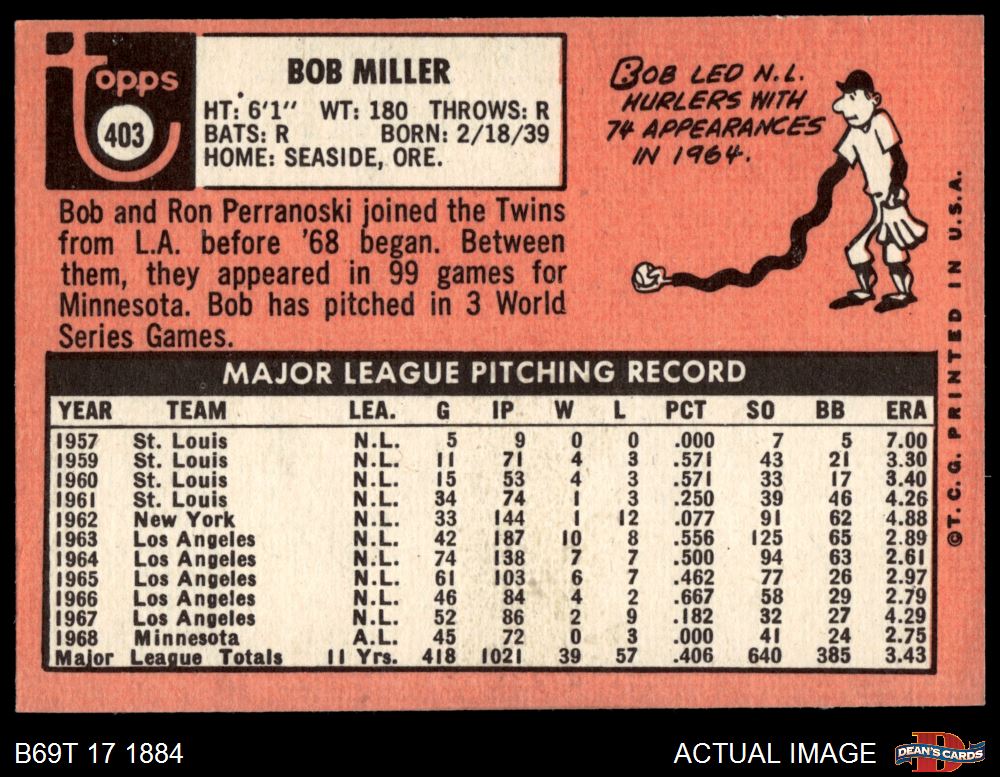 Topps
403
BOB MILLER
HT: 6'1" WT: 180 THROWS: R
BATS: R BORN: 2/18/39
HOME: SEASIDE, ORE.
BOB LED N.L.
HURLERS WITH
74 APPEARANCES
IN 1964.
Bob and Ron Perranoski joined the Twins
from L.A. before '68 began. Between
them, they appeared in 99 games for
Minnesota. Bob has pitched in 3 World
Series Games.
MAJOR LEAGUE PITCHING RECORD
YEAR TEAM LEA. G IP W L PCT SO BB ERA
1957 St. Louis N.L. 5 9 0 0 .000 7 5 7.00
1959 St. Louis N.L. 11 71 4 3 .571 43 21 3.30
1960 St. Louis N.L. 15 53 4 3 .571 33 17 3.40
1961 St. Louis N.L. 34 74 1 3 .250 39 46 4.26
1962 New York N.L. 33 144 1 12 .077 91 62 4.88
1963 Los Angeles N.L. 42 187 10 8 .556 125 65 2.89
1964 Los Angeles N.L. 74 138 7 7 .500 94 63 2.61
1965 Los Angeles N.L. 61 103 6 7 .462 77 26 2.97
1966 Los Angeles N.L. 46 84 4 2 .667 58 29 2.79
1967 Los Angeles N.L. 52 86 2 9 .182 32 27 4.29
1968 Minnesota A.L. 45 72 0 3 .000 41 24 2.75
Major League Totals 11 Yrs. 418 1021 39 57 .406 640 385 3.43
©T.C.G. PRINTED IN U.S.A.
B69T 17 1884
ACTUAL IMAGE
DEAN'S CARDS